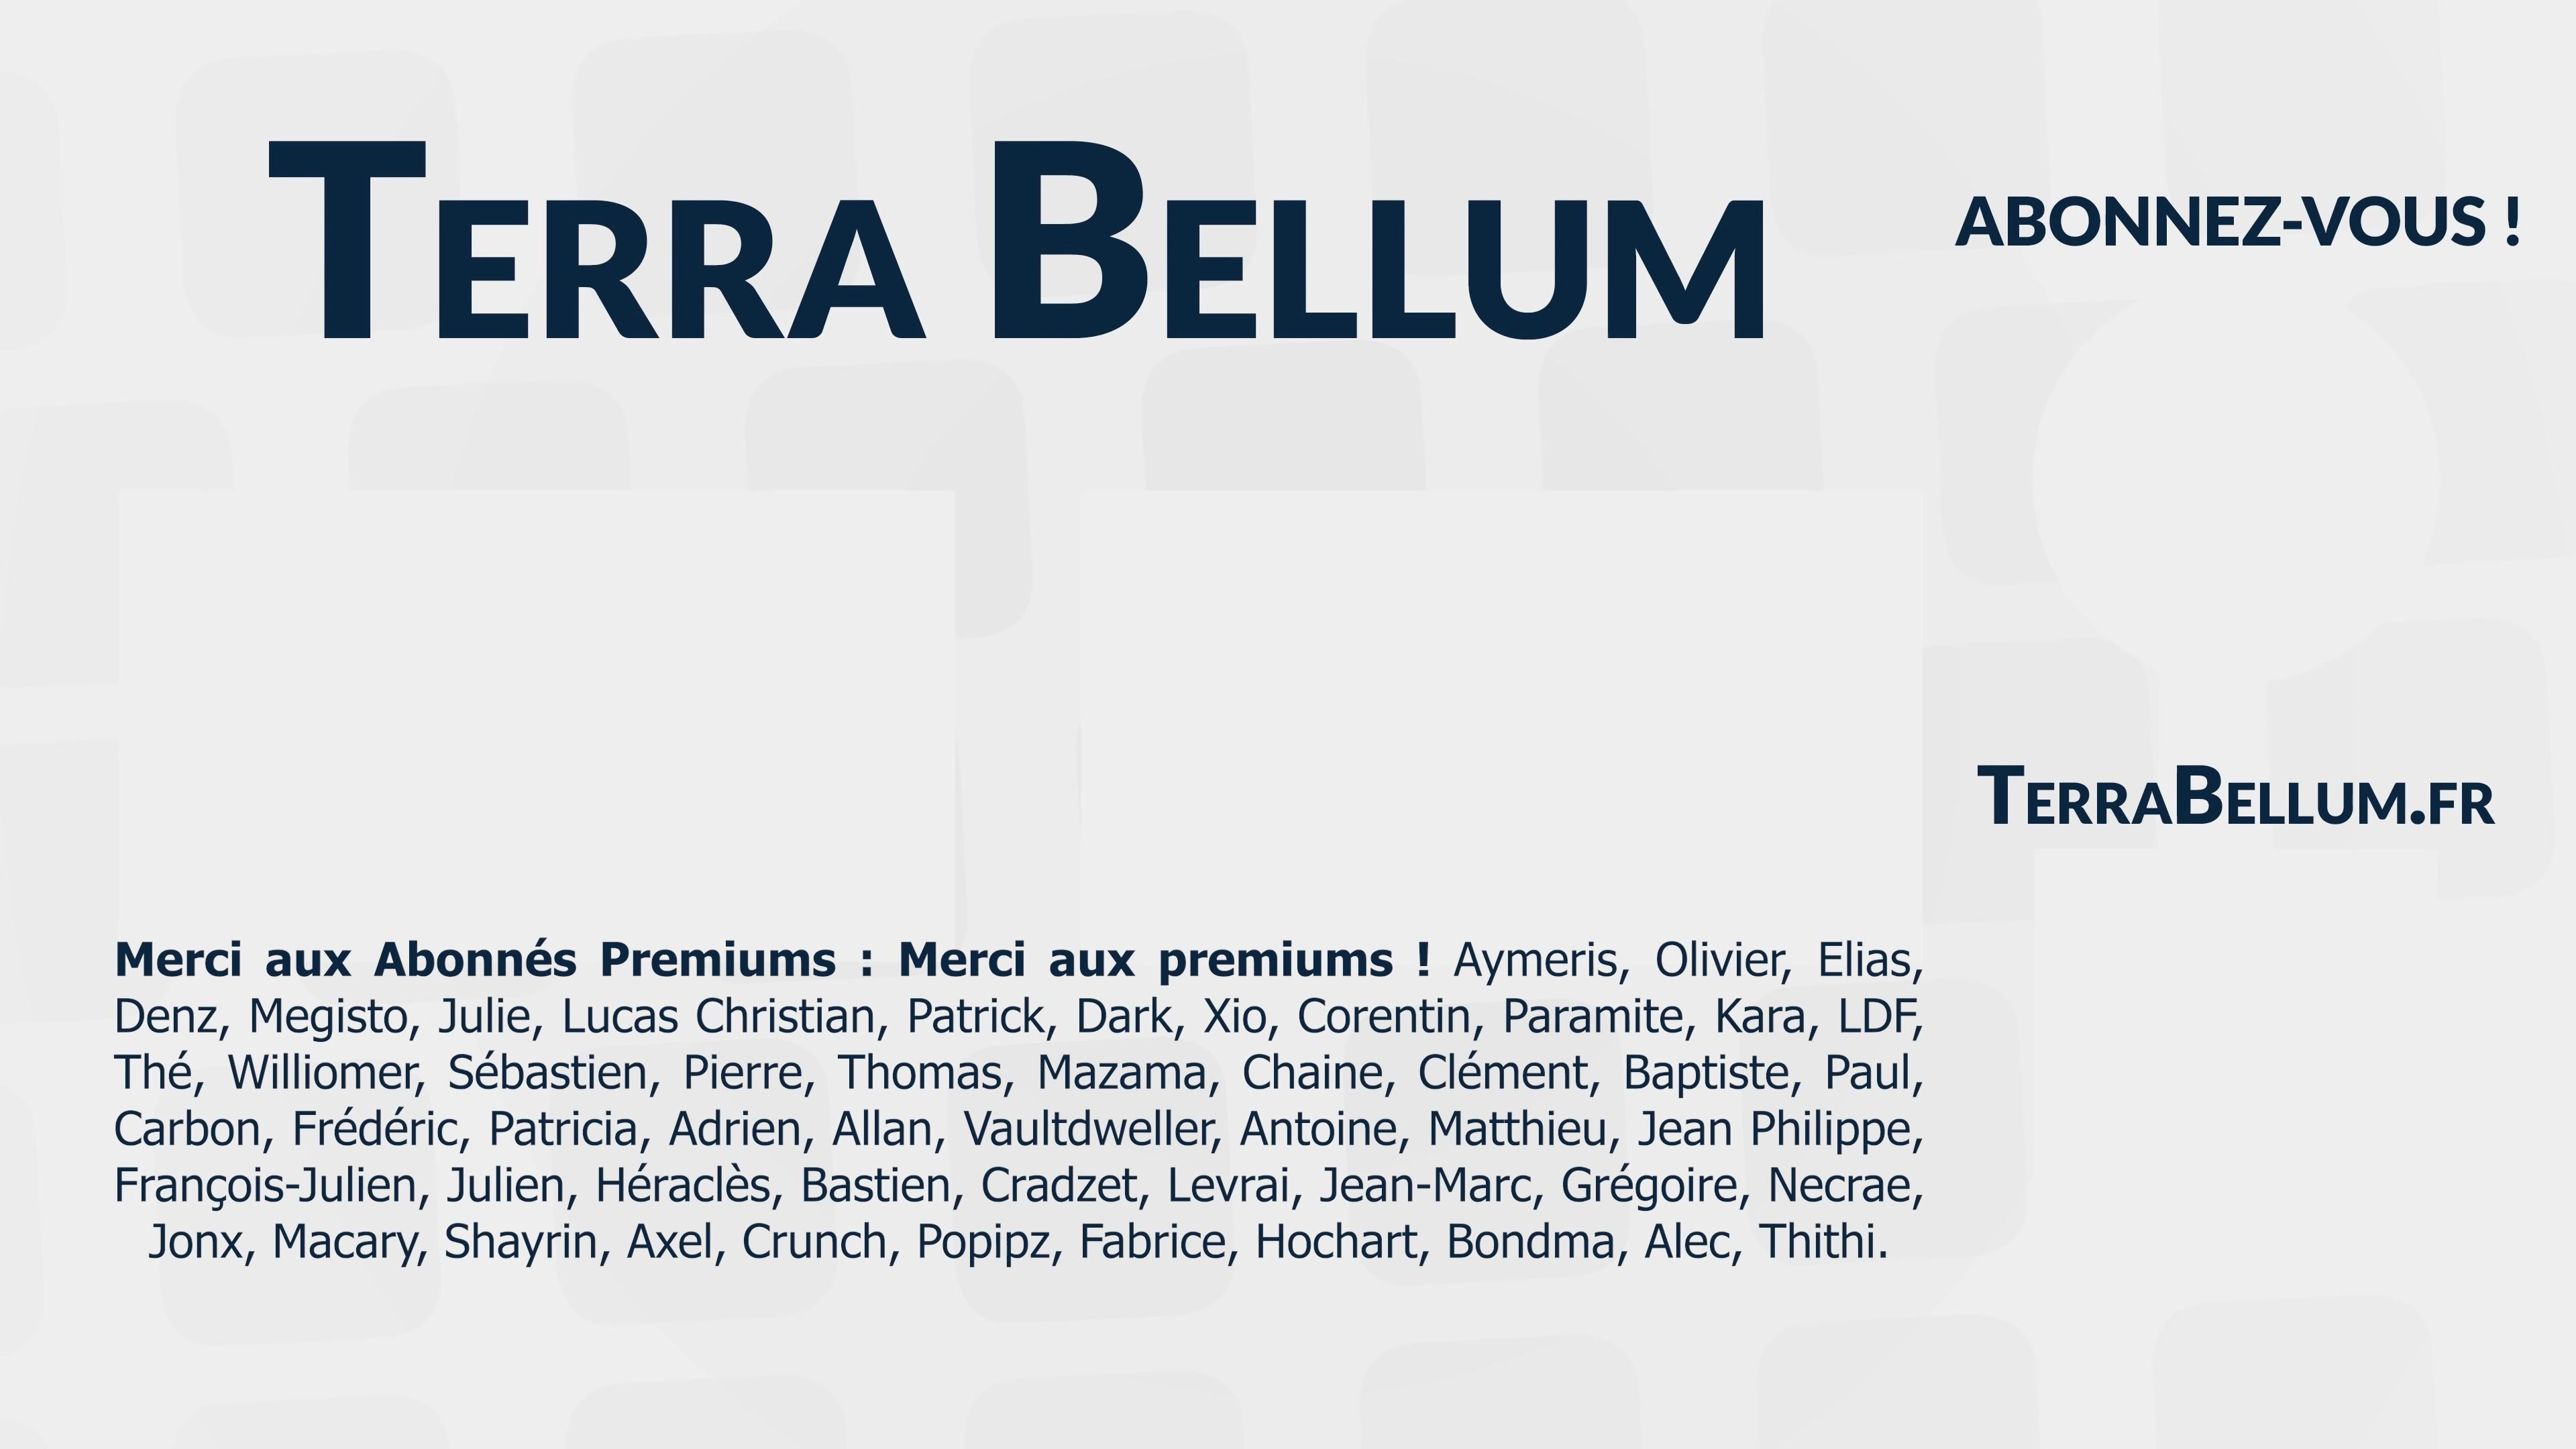 Terra Bellum
ABONNEZ-VOUS !
TerraBellum.fr
Merci aux Abonnés Premiums : Merci aux premiums ! Aymeris, Olivier, Elias,
Denz, Megisto, Julie, Lucas Christian, Patrick, Dark, Xio, Corentin, Paramite, Kara, LDF,
Thé, Williomer, Sébastien, Pierre, Thomas, Mazama, Chaine, Clément, Baptiste, Paul,
Carbon, Frédéric, Patricia, Adrien, Allan, Vaultdweller, Antoine, Matthieu, Jean Philippe,
François-Julien, Julien, Héraclès, Bastien, Cradzet, Levrai, Jean-Marc, Grégoire, Necrae,
Jonx, Macary, Shayrin, Axel, Crunch, Popipz, Fabrice, Hochart, Bondma, Alec, Thithi.